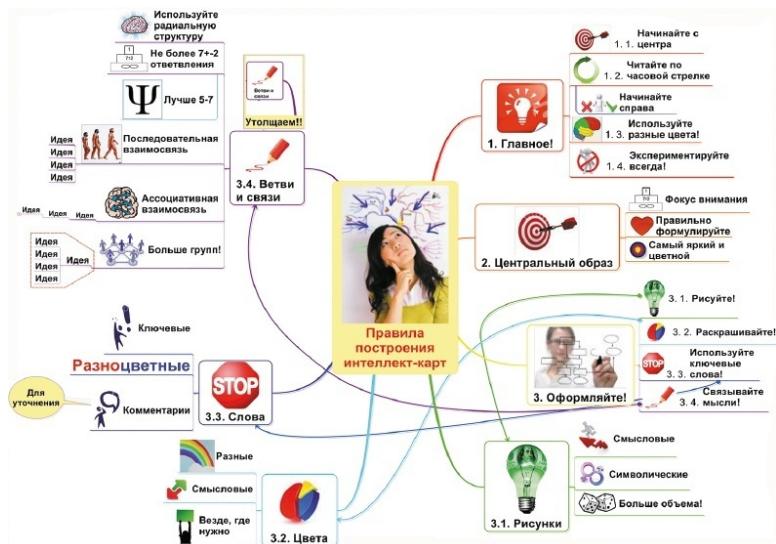 Правила
построения
интеллект-карт
1. Главное!
Начинайте с
1. 1. центра
Читайте по
1. 2. часовой стрелке
Начинайте
справа
Используйте
1. 3. разные цвета!
Экспериментируйте
1. 4. всегда!
2. Центральный образ
Фокус внимания
Правильно
формулируйте
Самый яркий и
цветной
3. Оформляйте!
3. 1. Рисуйте!
3. 2. Раскрашивайте!
Используйте
ключевые
3. 3. слова!
Связывайте
3. 4. мысли!
3.1. Рисунки
Смысловые
Символические
Больше объема!
3.2. Цвета
Разные
Смысловые
Везде, где
нужно
3.3. Слова
STOP
STOP
Ключевые
Разноцветные
Комментарии
Для
уточнения
3.4. Ветви
и связи
Ветви и
связи
Утолщаем!!
Используйте
радиальную
структуру
Не более 7+-2
ответвления
Ψ
Лучше 5-7
Последовательная
взаимосвязь
Идея
Идея
Идея
Идея
Ассоциативная
взаимосвязь
Идея
Идея
Идея
Больше групп!
Идея
Идея
Идея
Идея
Идея